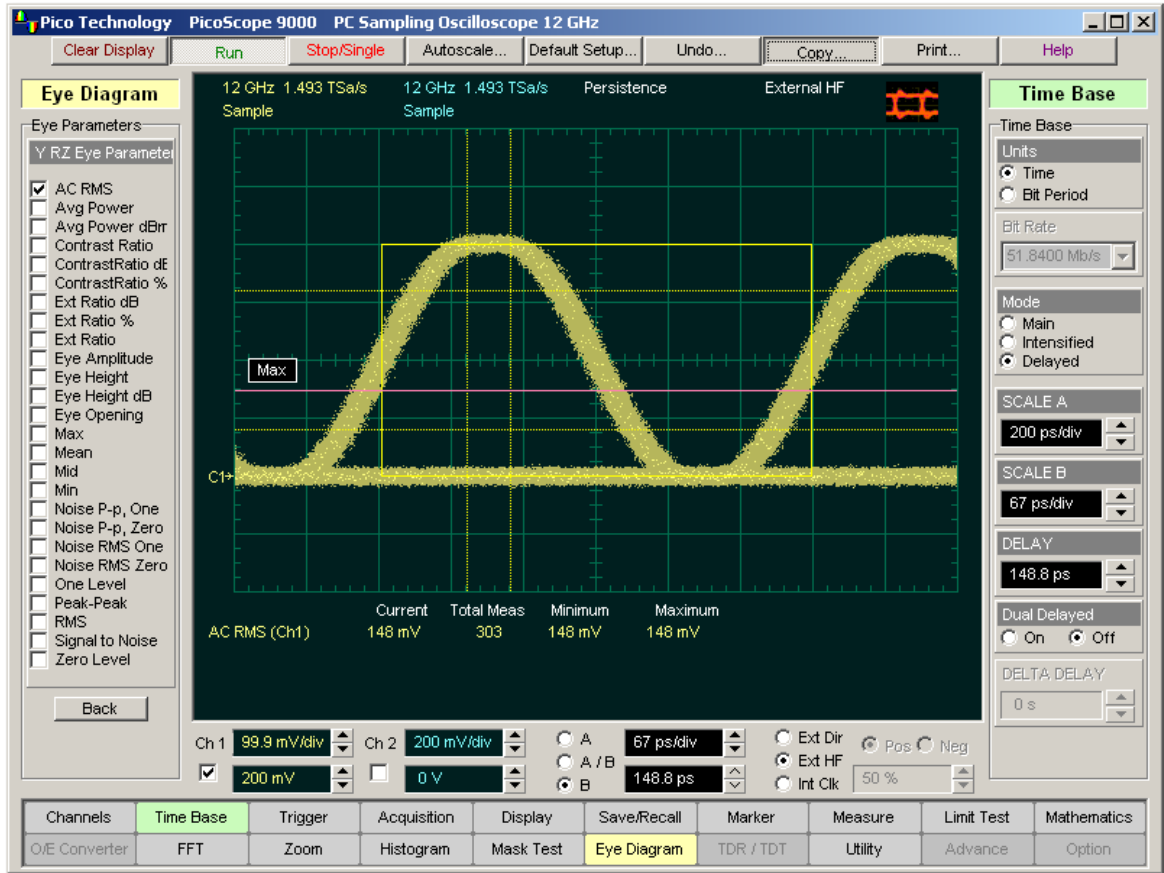 Pico Technology PicoScope 9000 PC Sampling Oscilloscope 12 GHz
Clear Display Run Stop/Single Autoscale... Default Setup... Undo... Copy... Print... Help
Eye Diagram
Eye Parameters
Y RZ Eye Parameter
AC RMS
Avg Power
Avg Power dBm
Contrast Ratio
ContrastRatio dE
ContrastRatio %
Ext Ratio dB
Ext Ratio %
Ext Ratio
Eye Amplitude
Eye Height
Eye Height dB
Eye Opening
Max
Mean
Mid
Min
Noise P-p, One
Noise P-p, Zero
Noise RMS One
Noise RMS Zero
One Level
Peak-Peak
RMS
Signal to Noise
Zero Level
Back
12 GHz 1.493 TSa/s 12 GHz 1.493 TSa/s Persistence External HF
Sample Sample
Max
C1
Current Total Meas Minimum Maximum
AC RMS (Ch1) 148 mV 303 148 mV 148 mV
Time Base
Time Base
Units
Time
Bit Period
Bit Rate
51.8400 Mb/s
Mode
Main
Intensified
Delayed
SCALE A
200 ps/div
SCALE B
67 ps/div
DELAY
148.8 ps
Dual Delayed
On Off
DELTA DELAY
0 s
Ch 1 99.9 mV/div Ch 2 200 mV/div A 67 ps/div Ext Dir Pos Neg
A / B Ext HF
200 mV 0 V B 148.8 ps Int Clk 50 %
Channels Time Base Trigger Acquisition Display Save/Recall Marker Measure Limit Test Mathematics
O/E Converter FFT Zoom Histogram Mask Test Eye Diagram TDR / TDT Utility Advance Option